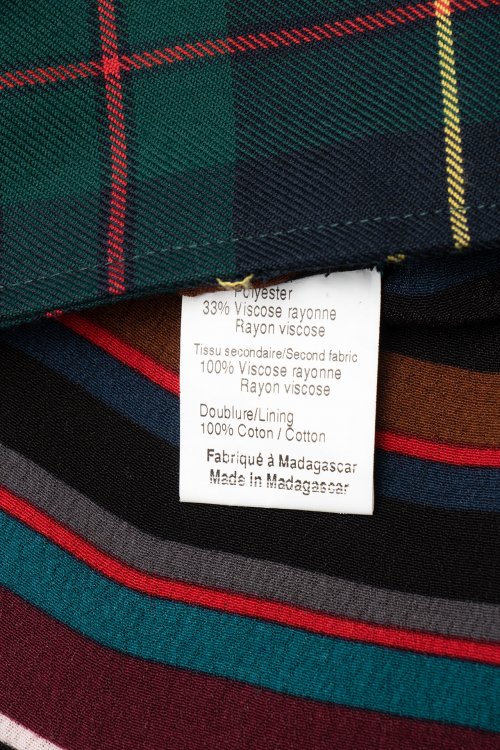 Polyester
33% Viscose rayonne
Rayon viscose
Tissu secondaire/Second fabric
100% Viscose rayonne
Rayon viscose
Doublure/Lining
100% Coton / Cotton
Fabriqué à Madagascar
Made in Madagascar